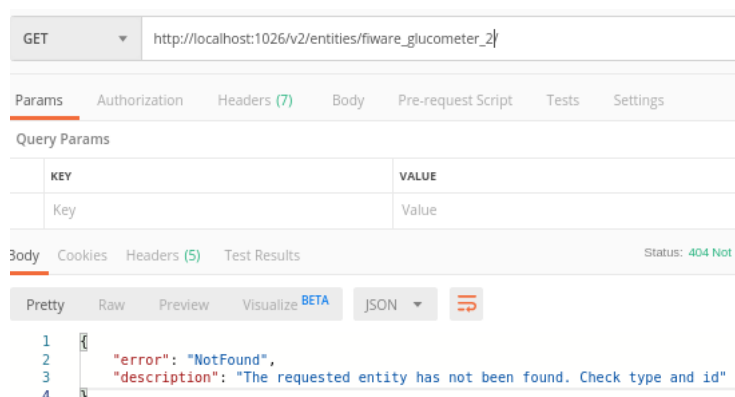 GET http://localhost:1026/v2/entities/fiware_glucometer_2/
Params Authorization Headers (7) Body Pre-request Script Tests Settings
Query Params
KEY VALUE
Key Value
Body Cookies Headers (5) Test Results Status: 404 Not
Pretty Raw Preview Visualize BETA JSON
1 {
2 "error": "NotFound",
3 "description": "The requested entity has not been found. Check type and id"
4 }